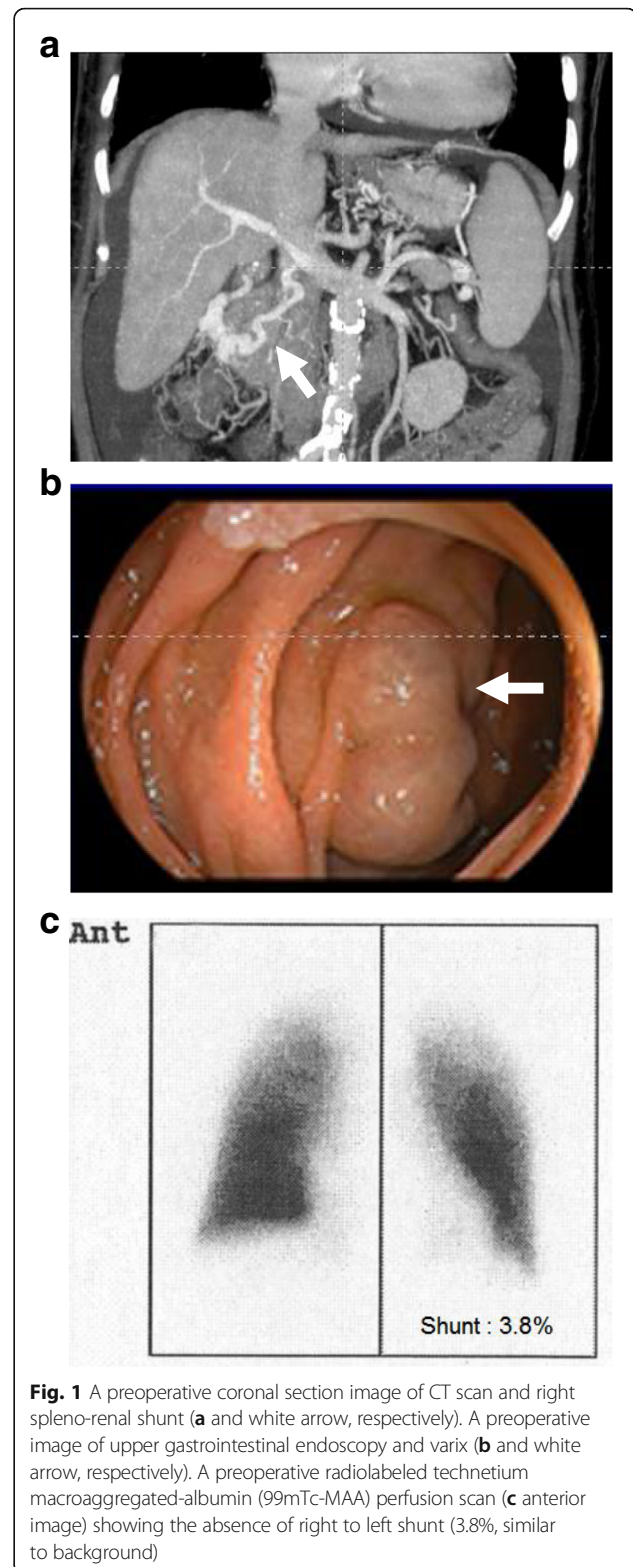 a
b
c
Ant
Shunt : 3.8%
Fig. 1 A preoperative coronal section image of CT scan and right
spleno-renal shunt (a and white arrow, respectively). A preoperative
image of upper gastrointestinal endoscopy and varix (b and white
arrow, respectively). A preoperative radiolabeled technetium
macroaggregated-albumin (99mTc-MAA) perfusion scan (c anterior
image) showing the absence of right to left shunt (3.8%, similar
to background)